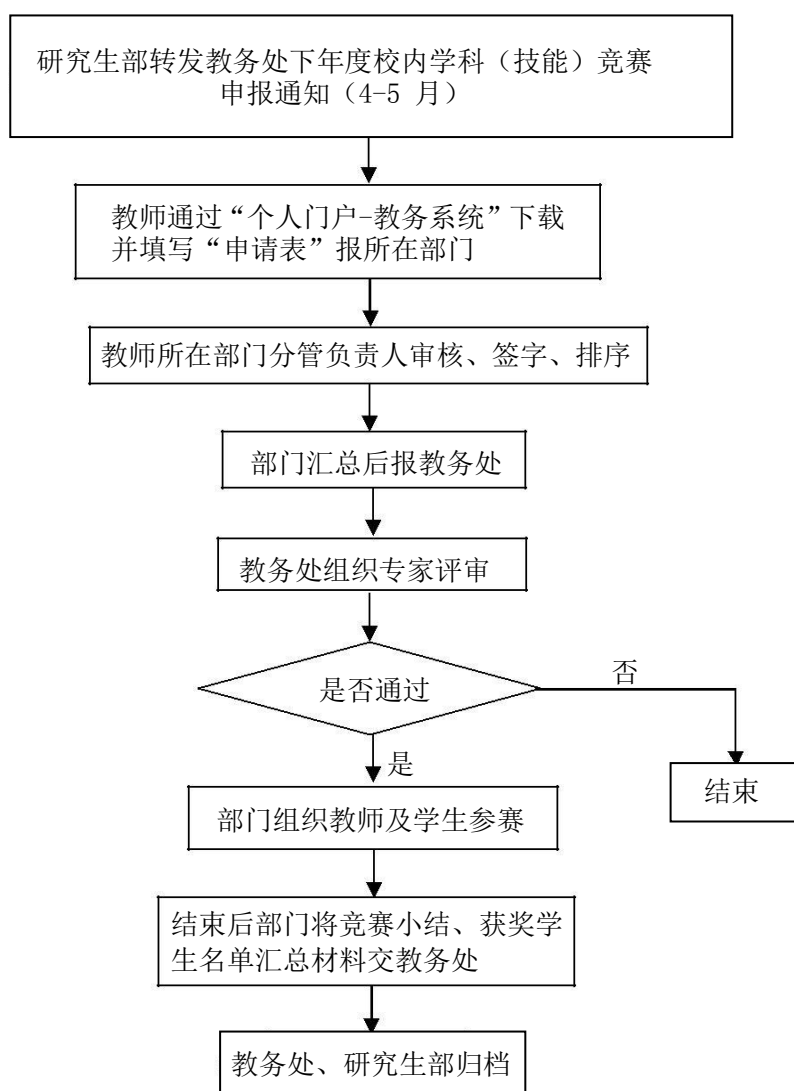 研究生部转发教务处下年度校内学科（技能）竞赛
申报通知（4-5 月）
教师通过“个人门户-教务系统”下载
并填写“申请表”报所在部门
教师所在部门分管负责人审核、签字、排序
部门汇总后报教务处
教务处组织专家评审
是否通过
否
是
结束
部门组织教师及学生参赛
结束后部门将竞赛小结、获奖学
生名单汇总材料交教务处
教务处、研究生部归档